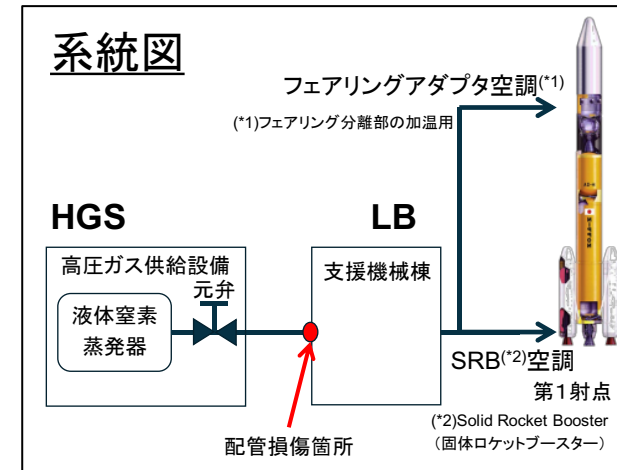 系統図
フェアリングアダプタ空調(*1)
(*1)フェアリング分離部の加温用
HGS
LB
高圧ガス供給設備
元弁
液体窒素
蒸発器
支援機械棟
SRB(*2)空調
第1射点
(*2)Solid Rocket Booster
（固体ロケットブースター）
配管損傷箇所